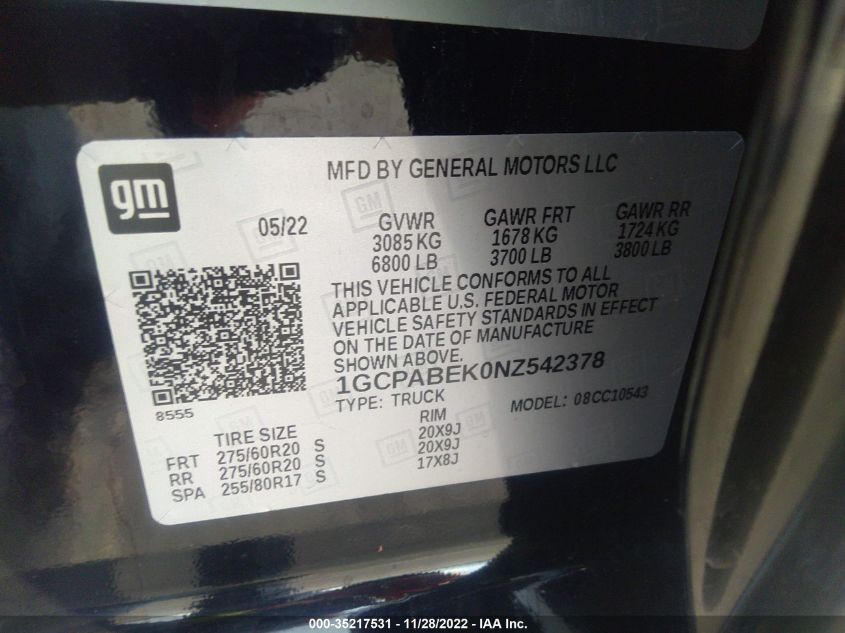 gm
MFD BY GENERAL MOTORS LLC
05/22 GVWR GAWR FRT GAWR RR
3085 KG 1678 KG 1724 KG
6800 LB 3700 LB 3800 LB
THIS VEHICLE CONFORMS TO ALL
APPLICABLE U.S. FEDERAL MOTOR
VEHICLE SAFETY STANDARDS IN EFFECT
ON THE DATE OF MANUFACTURE
SHOWN ABOVE.
1GCPABEK0NZ542378
8555
TYPE: TRUCK MODEL: 08CC10543
TIRE SIZE RIM
FRT 275/60R20 S 20X9J
RR 275/60R20 S 20X9J
SPA 255/80R17 S 17X8J
000-35217531 - 11/28/2022 - IAA Inc.